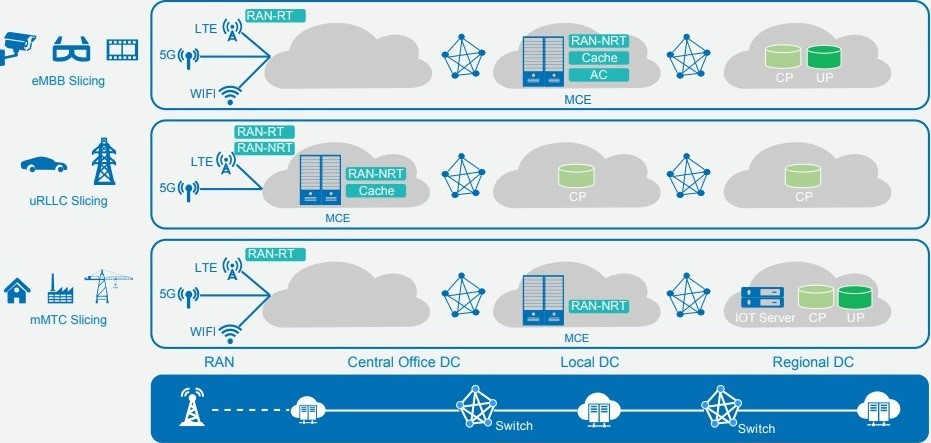 RAN-RT
LTE
5G
WIFI
eMBB Slicing
RAN-NRT
Cache
AC
MCE
CP
UP
RAN-RT
RAN-NRT
LTE
5G
uRLLC Slicing
RAN-NRT
Cache
MCE
CP
CP
RAN-RT
LTE
5G
WIFI
mMTC Slicing
RAN-NRT
MCE
IOT Server
CP
UP
RAN
Central Office DC
Local DC
Regional DC
Switch
Switch